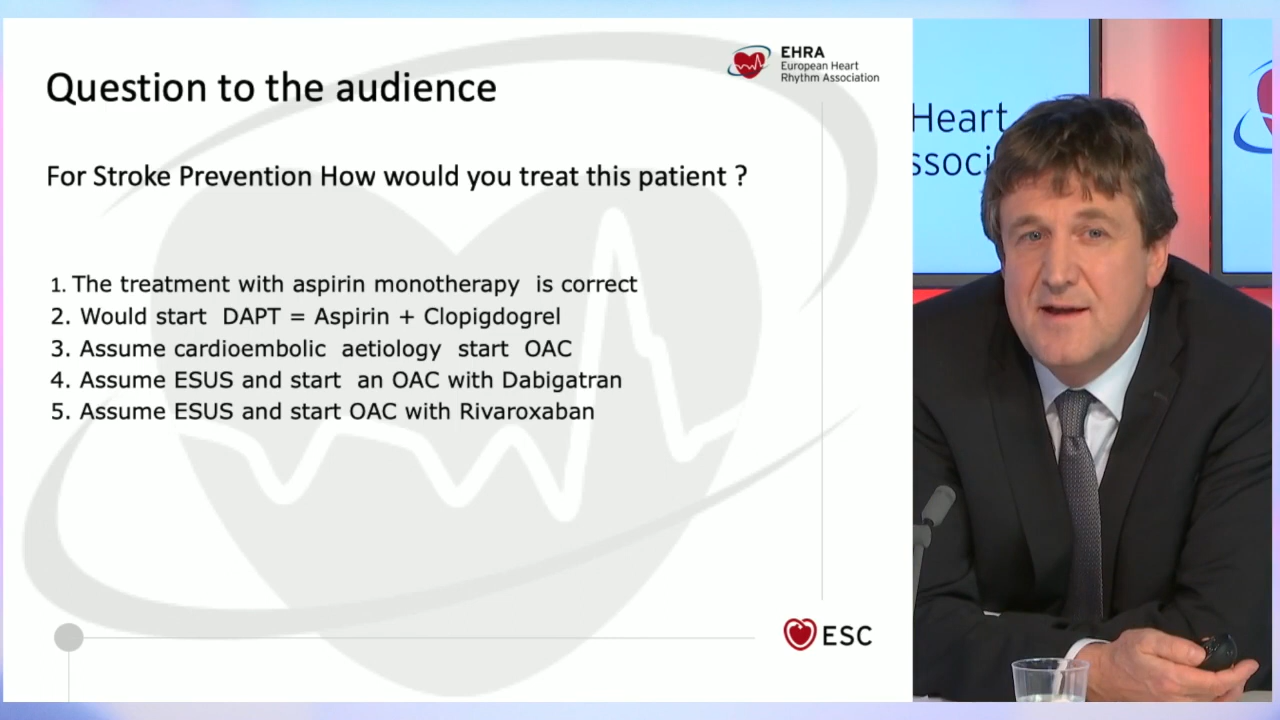 Question to the audience
EHRA
European Heart
Rhythm Association
For Stroke Prevention How would you treat this patient ?
1. The treatment with aspirin monotherapy is correct
2. Would start DAPT = Aspirin + Clopigdogrel
3. Assume cardioembolic aetiology start OAC
4. Assume ESUS and start an OAC with Dabigatran
5. Assume ESUS and start OAC with Rivaroxaban
ESC
Heart
ssoci